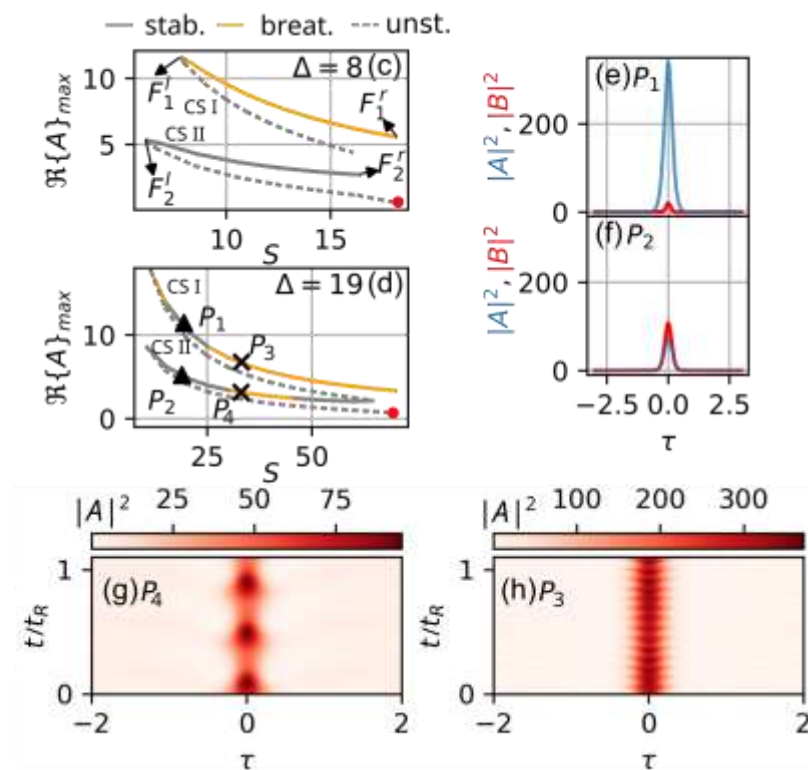 stab. breat. unst.
ℜ{A}max
10
5
Δ = 8 (c)
F₁ˡ
CS I
F₁ʳ
CS II
F₂ˡ
F₂ʳ
10 15
S
ℜ{A}max
10
0
Δ = 19 (d)
CS I
P₁
P₃
CS II
P₂
P₄
25 50
S
|A|², |B|²
200
0
(e)P₁
|A|², |B|²
200
0
(f)P₂
−2.5 0.0 2.5
τ
|A|² 25 50 75
t/tR
1
0
(g)P₄
−2 0 2
τ
|A|² 100 200 300
t/tR
1
0
(h)P₃
−2 0 2
τ